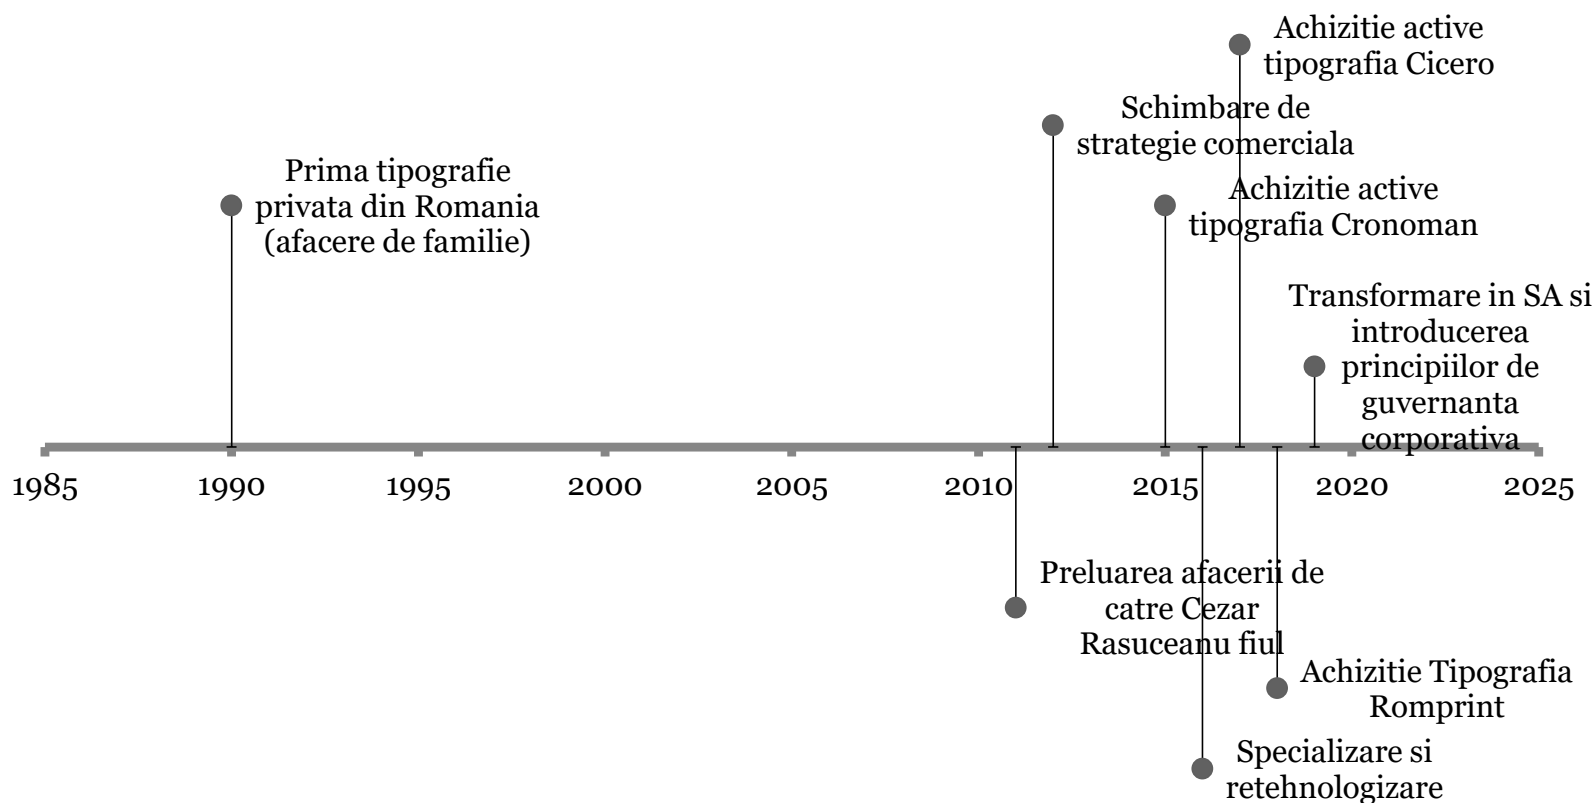 Achizitie active
tipografia Cicero
Schimbare de
strategie comerciala
Prima tipografie
privata din Romania
(afacere de familie)
Achizitie active
tipografia Cronoman
Transformare in SA si
introducerea
principiilor de
guvernanta
corporativa
1985 1990 1995 2000 2005 2010 2015 2020 2025
Preluarea afacerii de
catre Cezar
Rasuceanu fiul
Achizitie Tipografia
Romprint
Specializare si
retehnologizare